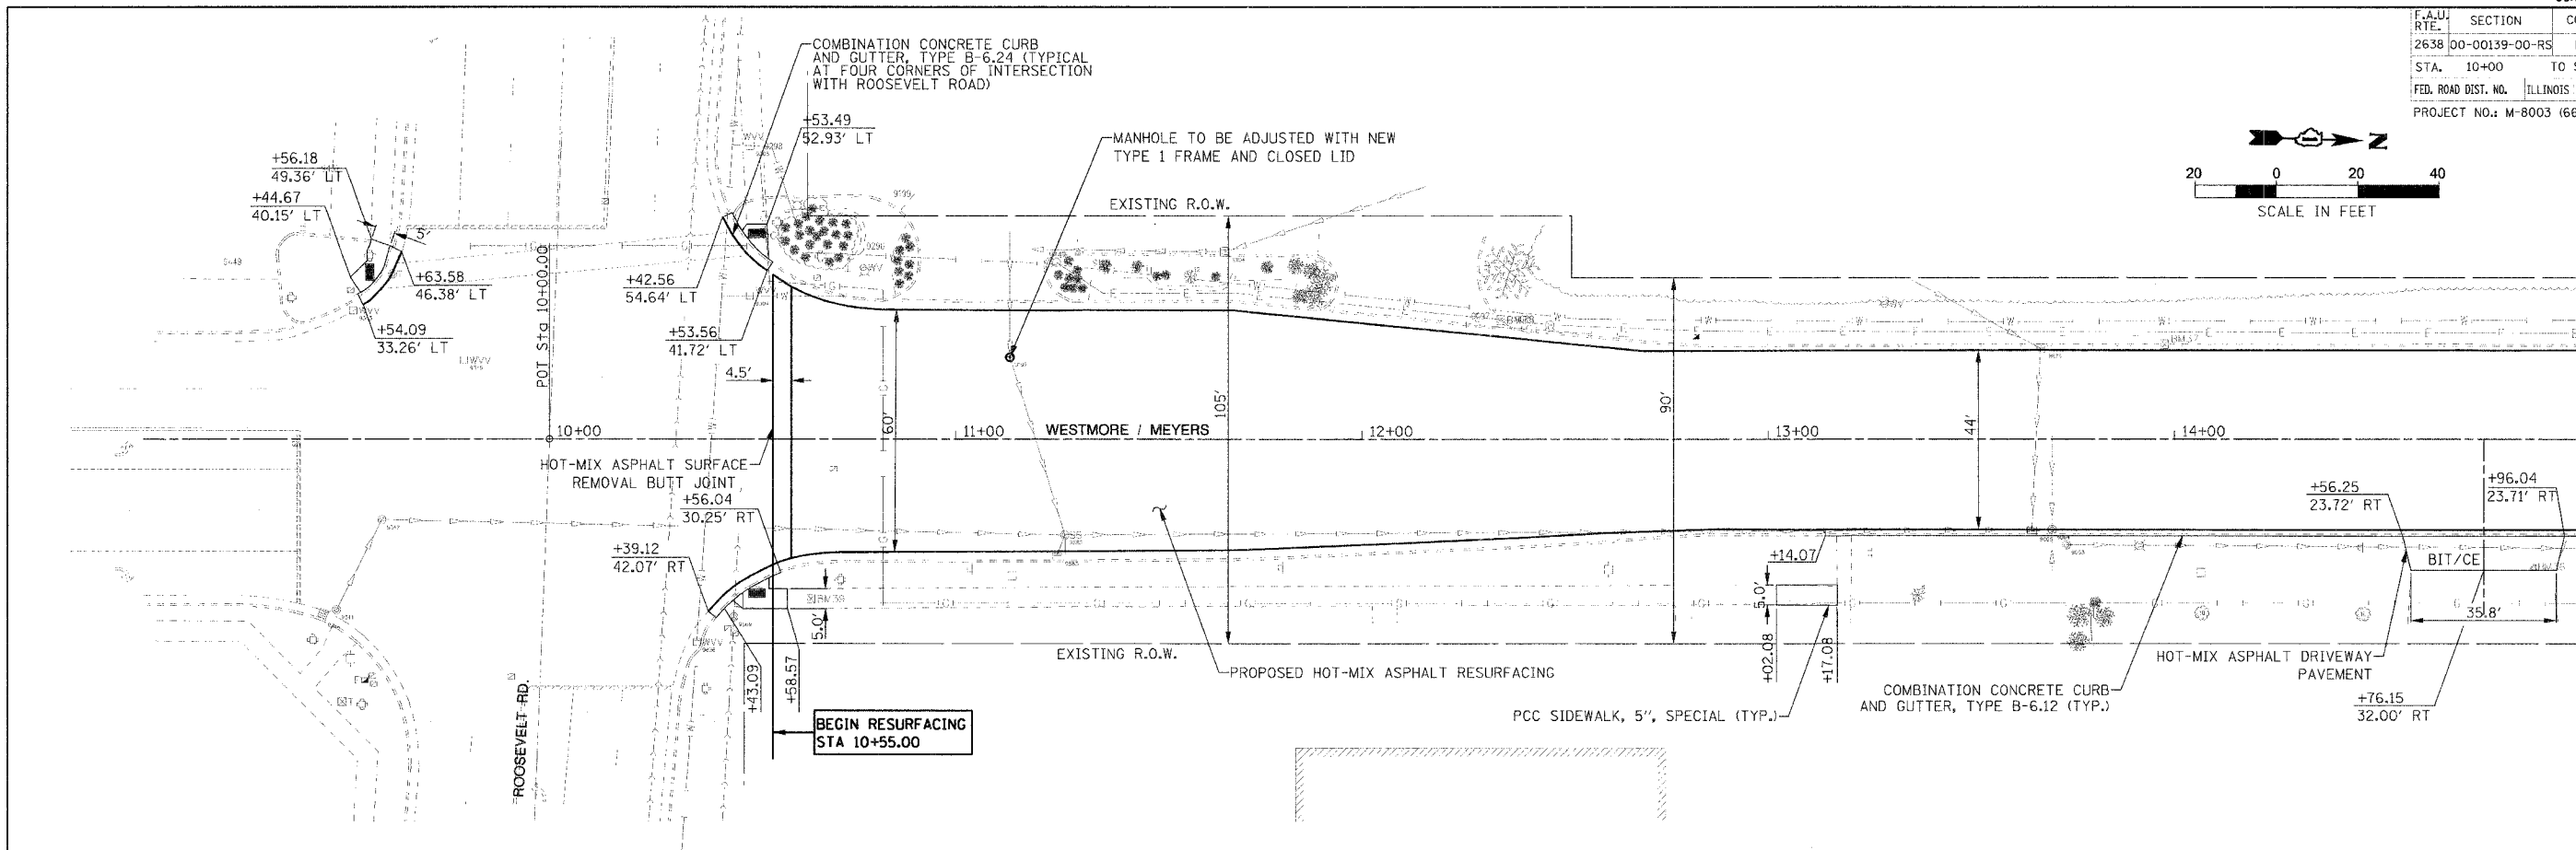 F.A.U. RTE. SECTION
2638 00-00139-00-RS
STA. 10+00 TO
FED. ROAD DIST. NO. ILLINOIS
PROJECT NO.: M-8003 (66
N
20 0 20 40
SCALE IN FEET
COMBINATION CONCRETE CURB
AND GUTTER, TYPE B-6.24 (TYPICAL
AT FOUR CORNERS OF INTERSECTION
WITH ROOSEVELT ROAD)
+53.49
52.93' LT
MANHOLE TO BE ADJUSTED WITH NEW
TYPE 1 FRAME AND CLOSED LID
+56.18
49.36' LT
+44.67
40.15' LT
5'
+63.58
46.38' LT
+54.09
33.26' LT
POT Sta 10+00.00
+42.56
54.64' LT
+53.56
41.72' LT
4.5'
EXISTING R.O.W.
60'
105'
90'
44'
10+00
11+00
WESTMORE / MEYERS
12+00
13+00
14+00
HOT-MIX ASPHALT SURFACE
REMOVAL BUTT JOINT
+56.04
30.25' RT
+39.12
42.07' RT
5.0'
+43.09
+58.57
BM38
BM37
EXISTING R.O.W.
PROPOSED HOT-MIX ASPHALT RESURFACING
BEGIN RESURFACING
STA 10+55.00
ROOSEVELT RD.
+14.07
5.0'
+02.08
+17.08
PCC SIDEWALK, 5", SPECIAL (TYP.)
COMBINATION CONCRETE CURB
AND GUTTER, TYPE B-6.12 (TYP.)
+56.25
23.72' RT
+96.04
23.71' RT
BIT/CE
35.8'
HOT-MIX ASPHALT DRIVEWAY
PAVEMENT
+76.15
32.00' RT